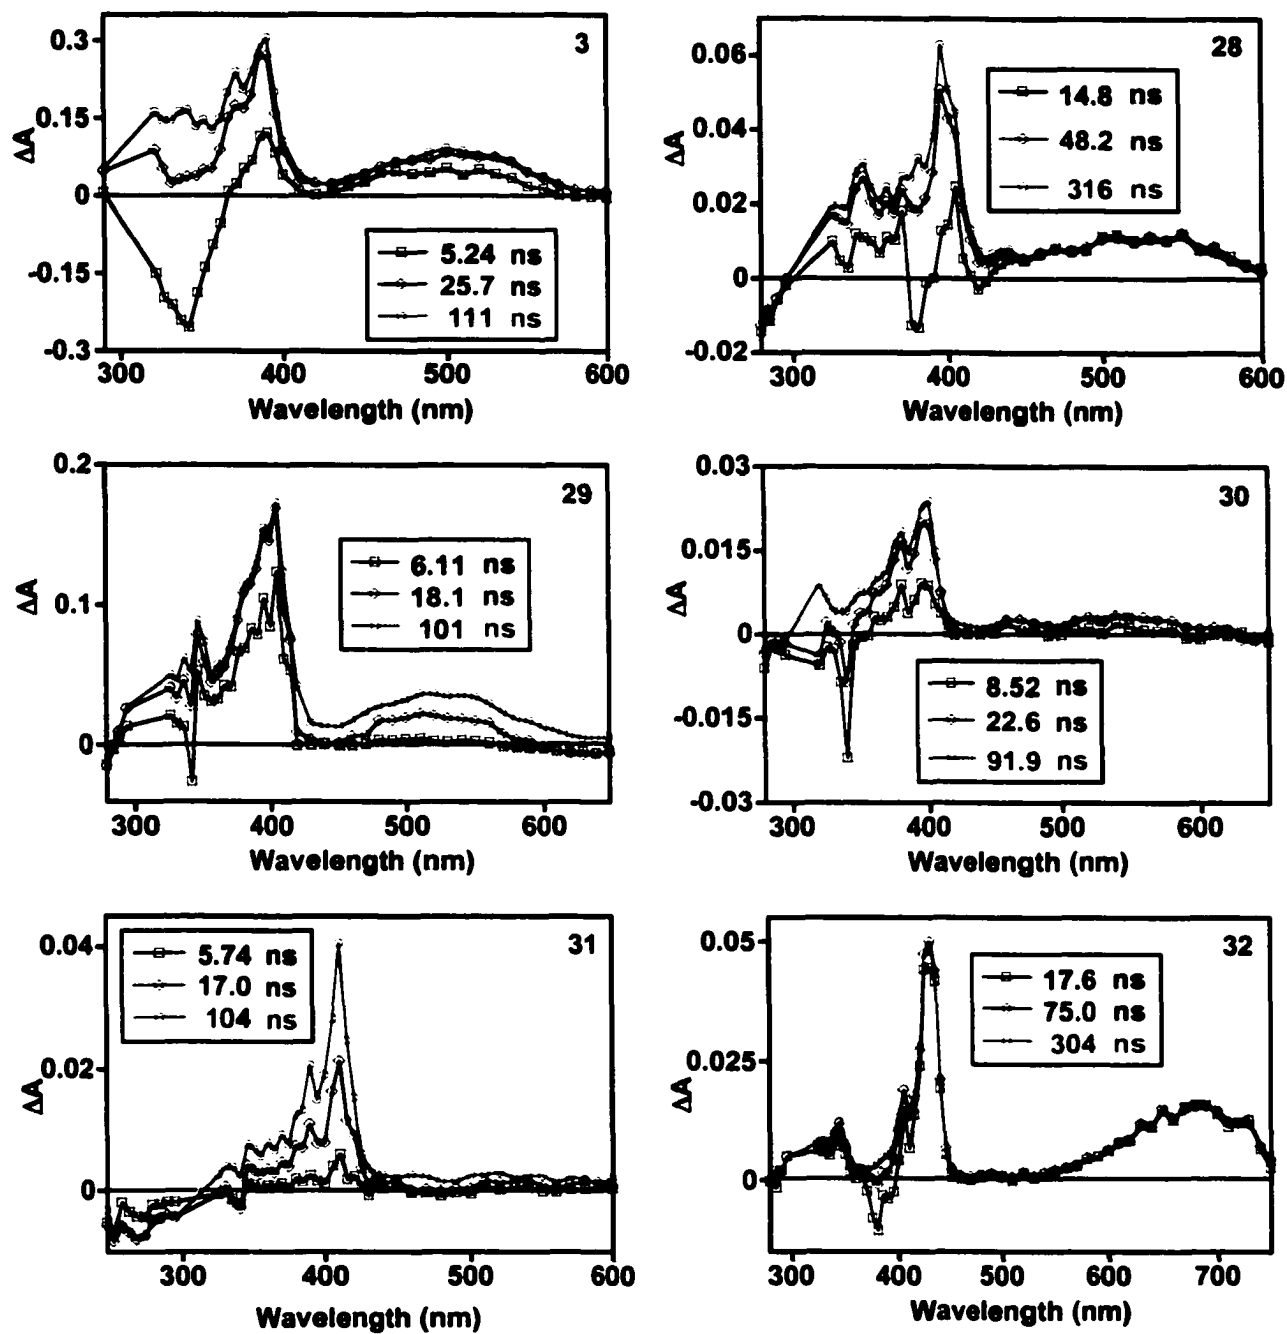 3
0.3
0.15
0
-0.15
-0.3
ΔA
5.24 ns
25.7 ns
111 ns
300 400 500 600
Wavelength (nm)
28
0.06
0.04
0.02
0
-0.02
ΔA
14.8 ns
48.2 ns
316 ns
300 400 500 600
Wavelength (nm)
29
0.2
0.1
0
ΔA
6.11 ns
18.1 ns
101 ns
300 400 500 600
Wavelength (nm)
30
0.03
0.015
0
-0.015
-0.03
ΔA
8.52 ns
22.6 ns
91.9 ns
300 400 500 600
Wavelength (nm)
31
0.04
0.02
0
ΔA
5.74 ns
17.0 ns
104 ns
300 400 500 600
Wavelength (nm)
32
0.05
0.025
0
ΔA
17.6 ns
75.0 ns
304 ns
300 400 500 600 700
Wavelength (nm)